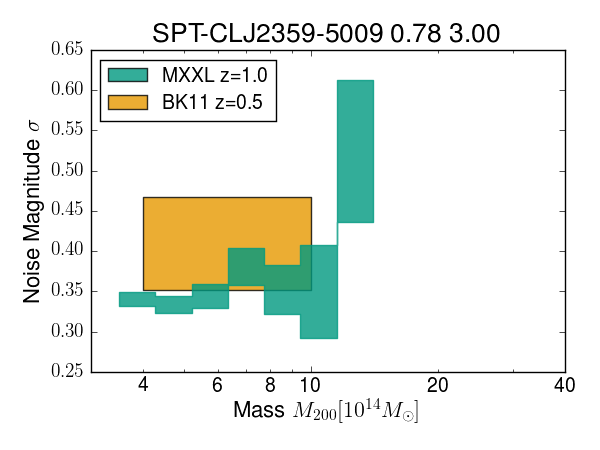 SPT-CLJ2359-5009 0.78 3.00
0.65
0.60
0.55
0.50
0.45
0.40
0.35
0.30
0.25
Noise Magnitude σ
MXXL z=1.0
BK11 z=0.5
4 6 8 10 20 40
Mass M₂₀₀[10¹⁴M⊙]